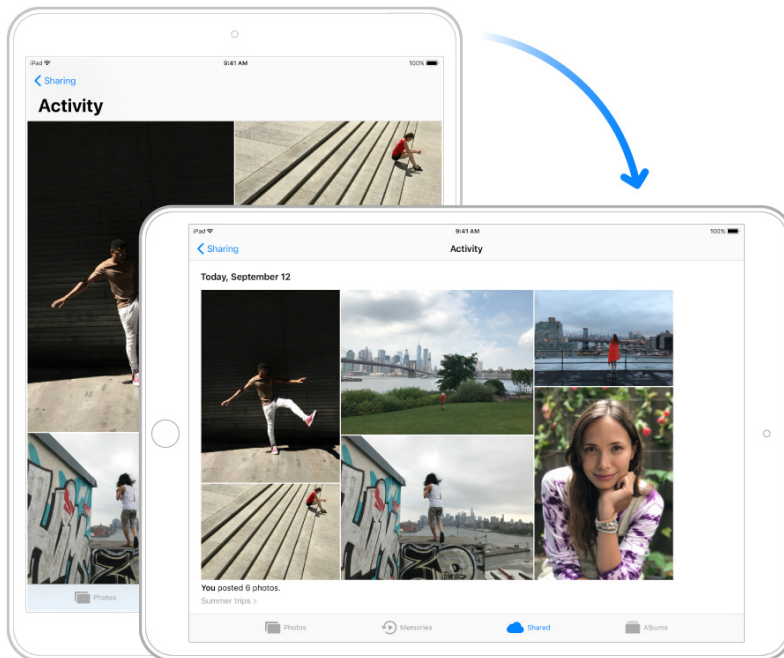 iPad 9:41 AM 100%
Sharing
Activity
Photos
iPad 9:41 AM 100%
Sharing Activity
Today, September 12
You posted 6 photos.
Summer trips >
Photos Memories Shared Albums